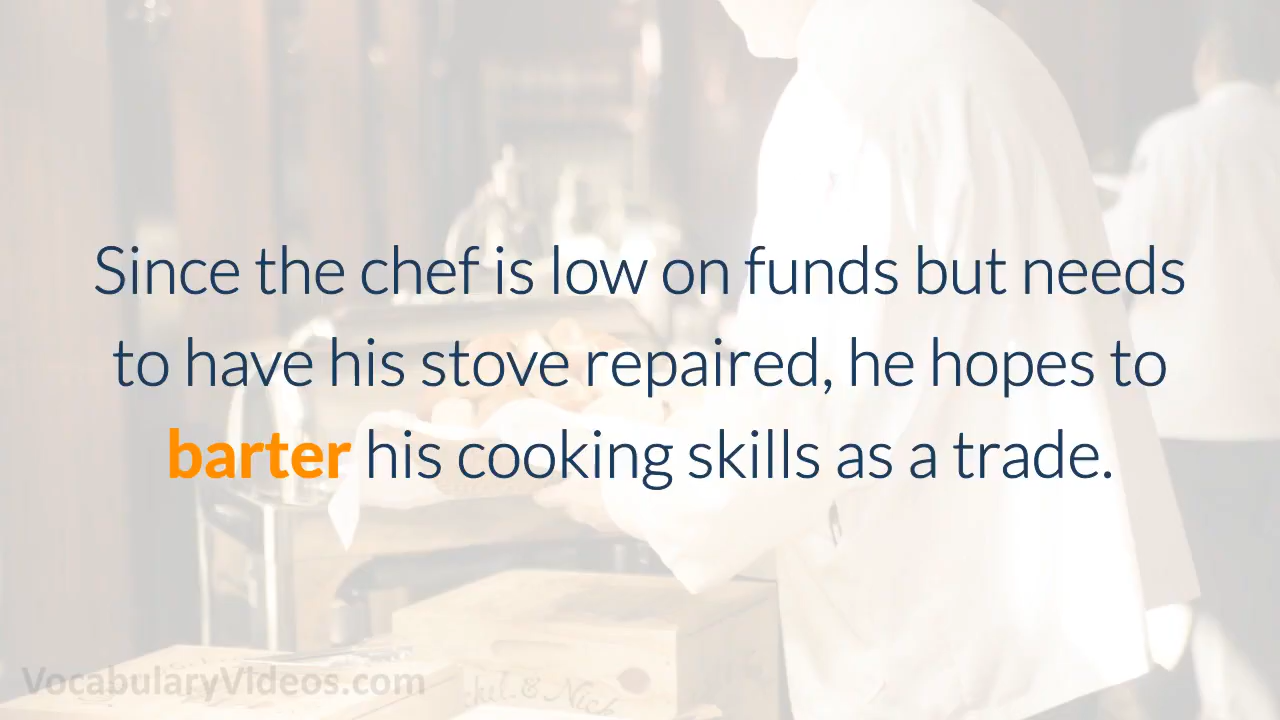 Since the chef is low on funds but needs
to have his stove repaired, he hopes to
barter his cooking skills as a trade.
VocabularyVideos.com